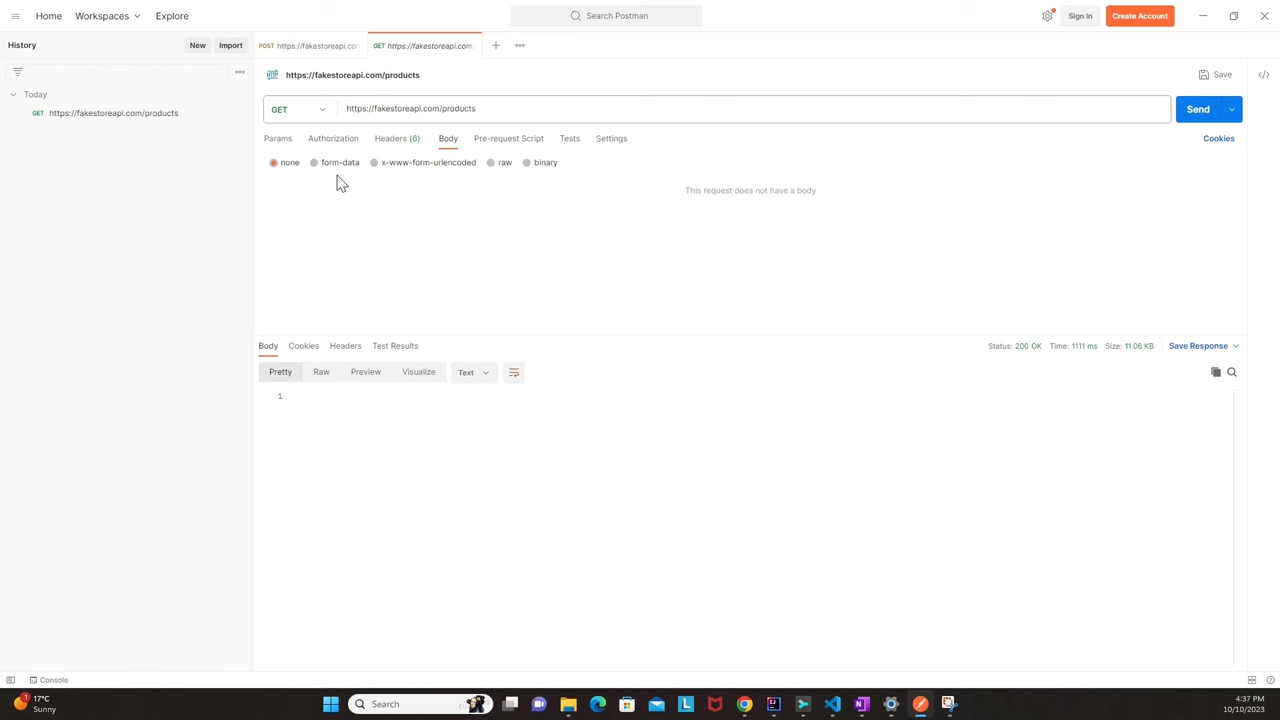 Home Workspaces Explore Search Postman Sign In Create Account
History New Import POST https://fakestoreapi.con GET https://fakestoreapi.com,
https://fakestoreapi.com/products Save
Today
GET https://fakestoreapi.com/products
GET https://fakestoreapi.com/products Send
Params Authorization Headers (6) Body Pre-request Script Tests Settings Cookies
none form-data x-www-form-urlencoded raw binary
This request does not have a body
Body Cookies Headers Test Results Status: 200 OK Time: 1111 ms Size: 11.06 KB Save Response
Pretty Raw Preview Visualize Text
1
Console
1 17°C
Sunny
Search
4:37 PM
10/10/2023